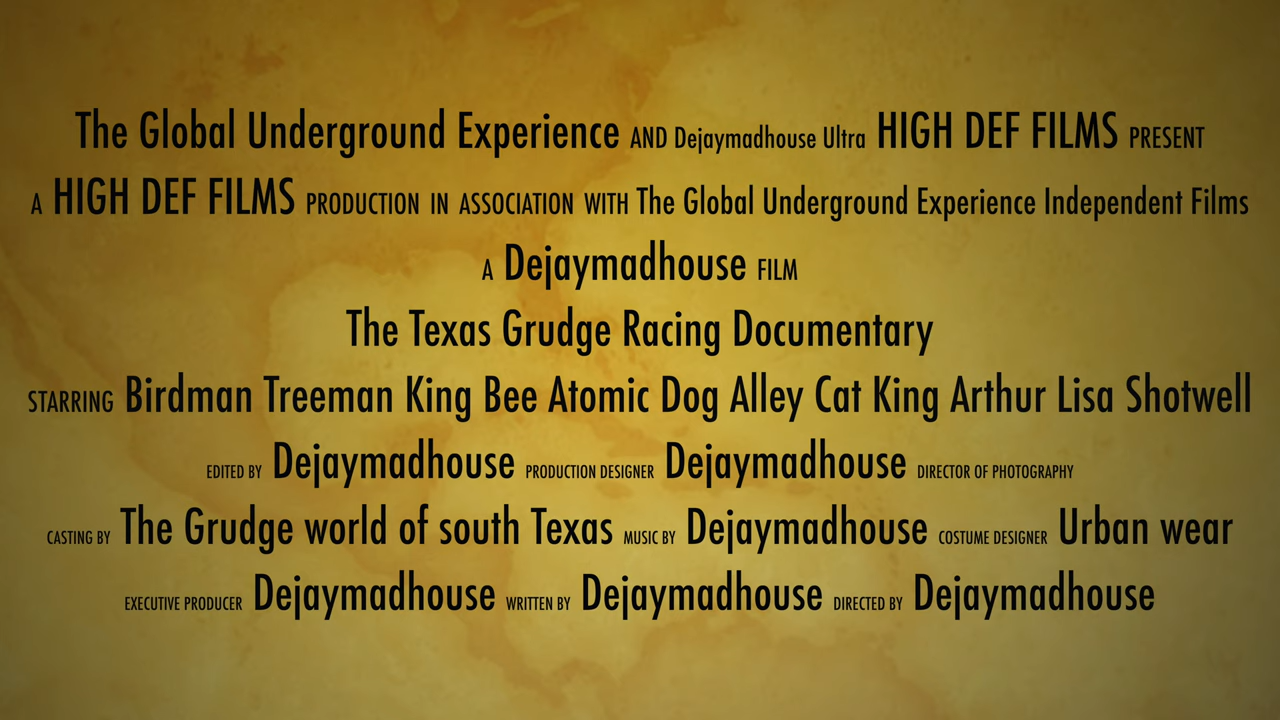 The Global Underground Experience AND Dejaymadhouse Ultra HIGH DEF FILMS PRESENT
A HIGH DEF FILMS PRODUCTION IN ASSOCIATION WITH The Global Underground Experience Independent Films
A Dejaymadhouse FILM
The Texas Grudge Racing Documentary
STARRING Birdman Treeman King Bee Atomic Dog Alley Cat King Arthur Lisa Shotwell
EDITED BY Dejaymadhouse PRODUCTION DESIGNER Dejaymadhouse DIRECTOR OF PHOTOGRAPHY
CASTING BY The Grudge world of south Texas MUSIC BY Dejaymadhouse COSTUME DESIGNER Urban wear
EXECUTIVE PRODUCER Dejaymadhouse WRITTEN BY Dejaymadhouse DIRECTED BY Dejaymadhouse